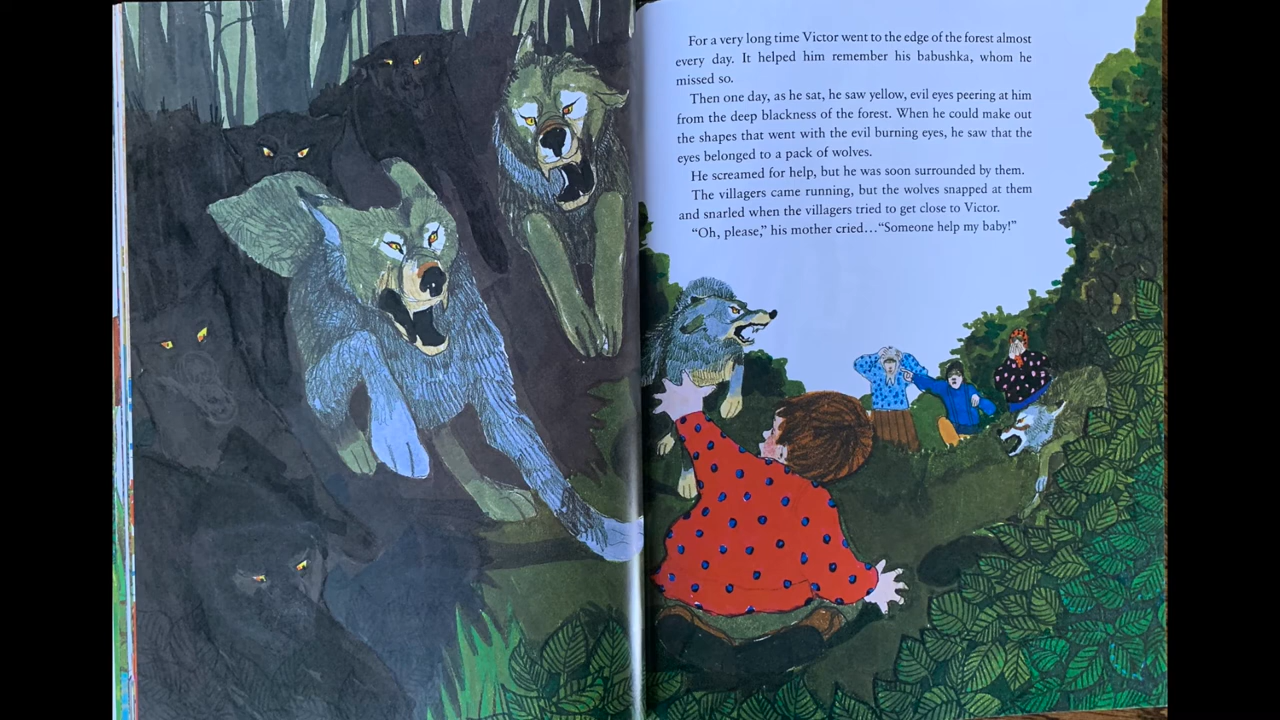 For a very long time Victor went to the edge of the forest almost
every day. It helped him remember his babushka, whom he
missed so.
Then one day, as he sat, he saw yellow, evil eyes peering at him
from the deep blackness of the forest. When he could make out
the shapes that went with the evil burning eyes, he saw that the
eyes belonged to a pack of wolves.
He screamed for help, but he was soon surrounded by them.
The villagers came running, but the wolves snapped at them
and snarled when the villagers tried to get close to Victor.
“Oh, please,” his mother cried…“Someone help my baby!”